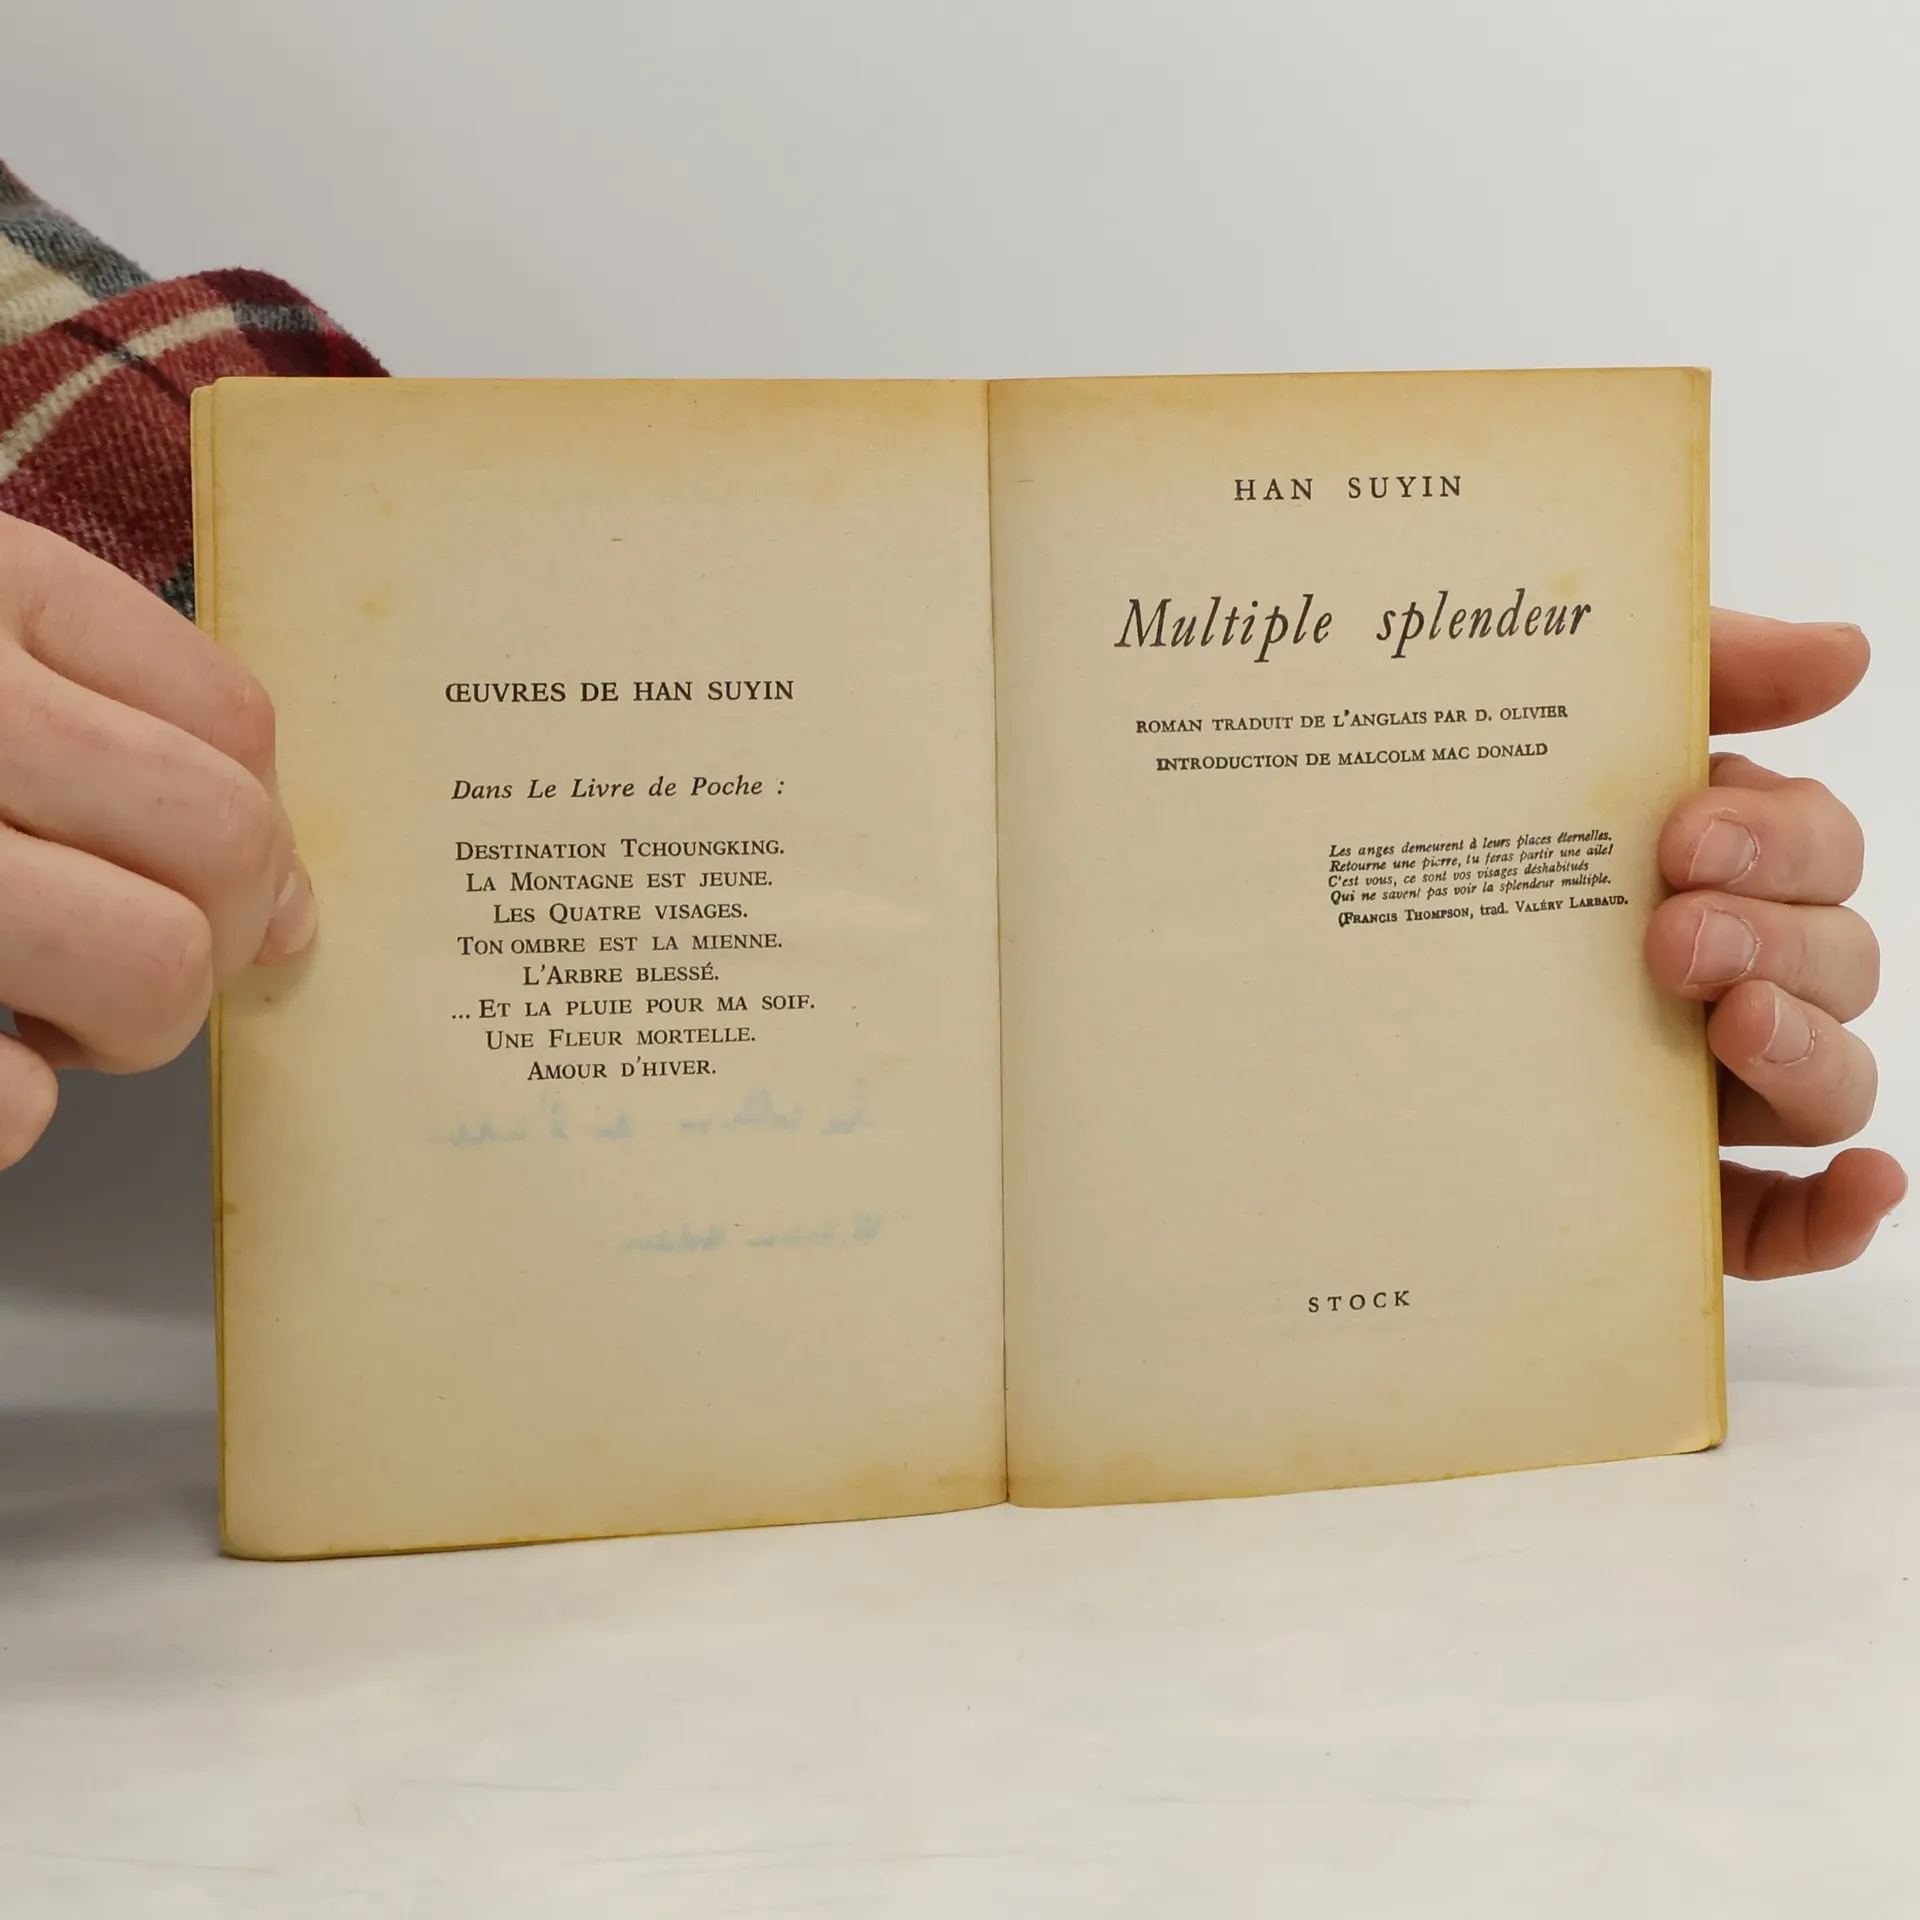 ŒUVRES DE HAN SUYIN
Dans Le Livre de Poche :
DESTINATION TCHOUNGKING.
LA MONTAGNE EST JEUNE.
LES QUATRE VISAGES.
TON OMBRE EST LA MIENNE.
L'ARBRE BLESSÉ.
... ET LA PLUIE POUR MA SOIF.
UNE FLEUR MORTELLE.
AMOUR D'HIVER.
HAN SUYIN
Multiple splendeur
ROMAN TRADUIT DE L'ANGLAIS PAR D. OLIVIER
INTRODUCTION DE MALCOLM MAC DONALD
Les anges demeurent à leurs places éternelles.
Retourne une pierre, tu feras partir une aile!
C'est vous, ce sont vos visages déshabitués
Qui ne savent pas voir la splendeur multiple.
(FRANCIS THOMPSON, trad. VALÉRY LARBAUD.
STOCK